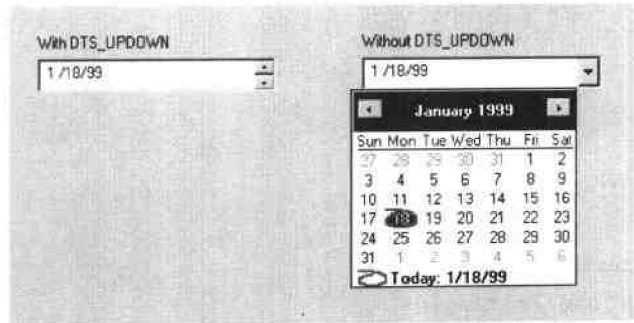 With DTS_UPDOWN
1/18/99
Without DTS_UPDOWN
1/18/99
January 1999
Sun Mon Tue Wed Thu Fri Sat
27 28 29 30 31 1 2
3 4 5 6 7 8 9
10 11 12 13 14 15 16
17 18 19 20 21 22 23
24 25 26 27 28 29 30
31 1 2 3 4 5 6
Today: 1/18/99